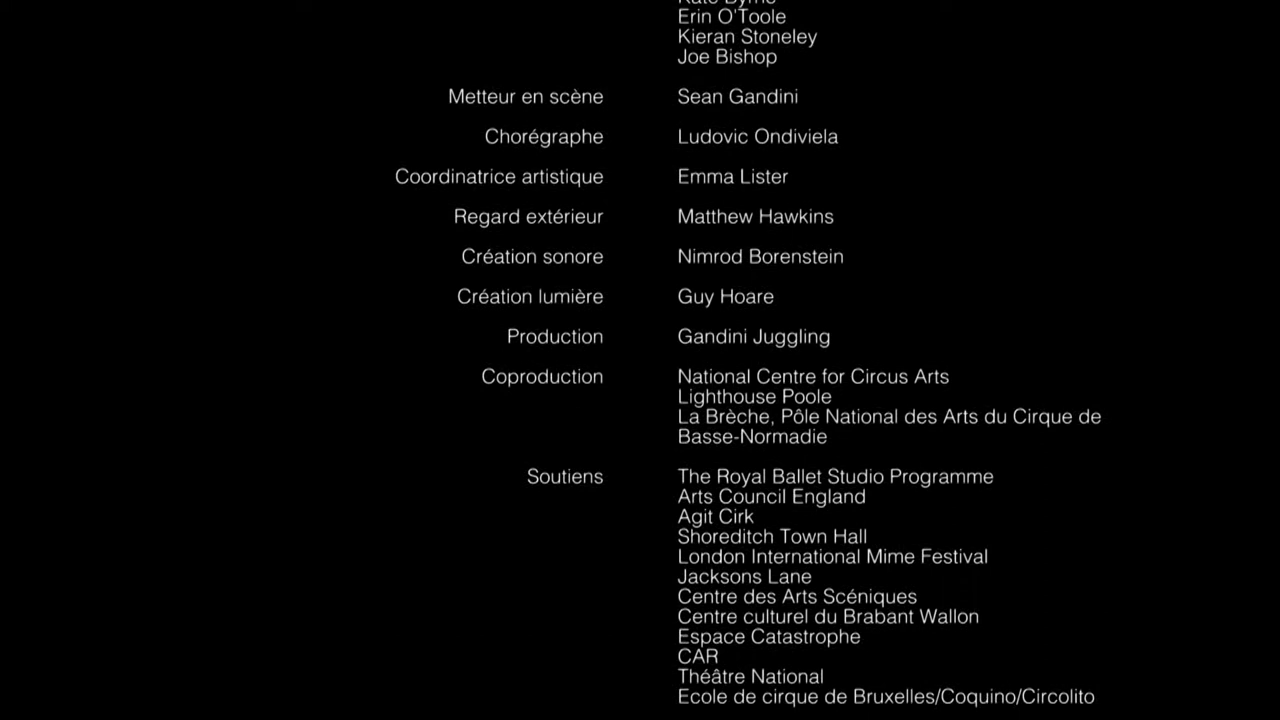 Kate Byrne
Erin O'Toole
Kieran Stoneley
Joe Bishop
Metteur en scène Sean Gandini
Chorégraphe Ludovic Ondiviela
Coordinatrice artistique Emma Lister
Regard extérieur Matthew Hawkins
Création sonore Nimrod Borenstein
Création lumière Guy Hoare
Production Gandini Juggling
Coproduction National Centre for Circus Arts
Lighthouse Poole
La Brèche, Pôle National des Arts du Cirque de
Basse-Normadie
Soutiens The Royal Ballet Studio Programme
Arts Council England
Agit Cirk
Shoreditch Town Hall
London International Mime Festival
Jacksons Lane
Centre des Arts Scéniques
Centre culturel du Brabant Wallon
Espace Catastrophe
CAR
Théâtre National
Ecole de cirque de Bruxelles/Coquino/Circolito